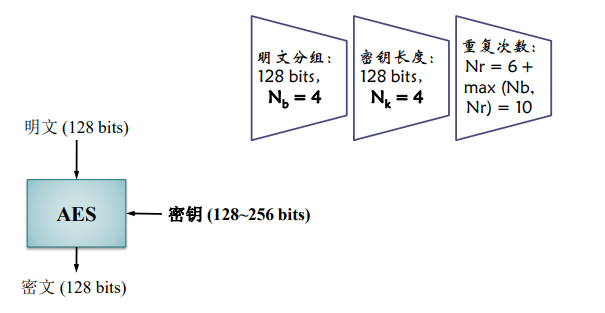 明文分组：
128 bits,
Nb = 4
密钥长度：
128 bits,
Nk = 4
重复次数：
Nr = 6 +
max (Nb,
Nr) = 10
明文 (128 bits)
AES
密钥 (128~256 bits)
密文 (128 bits)